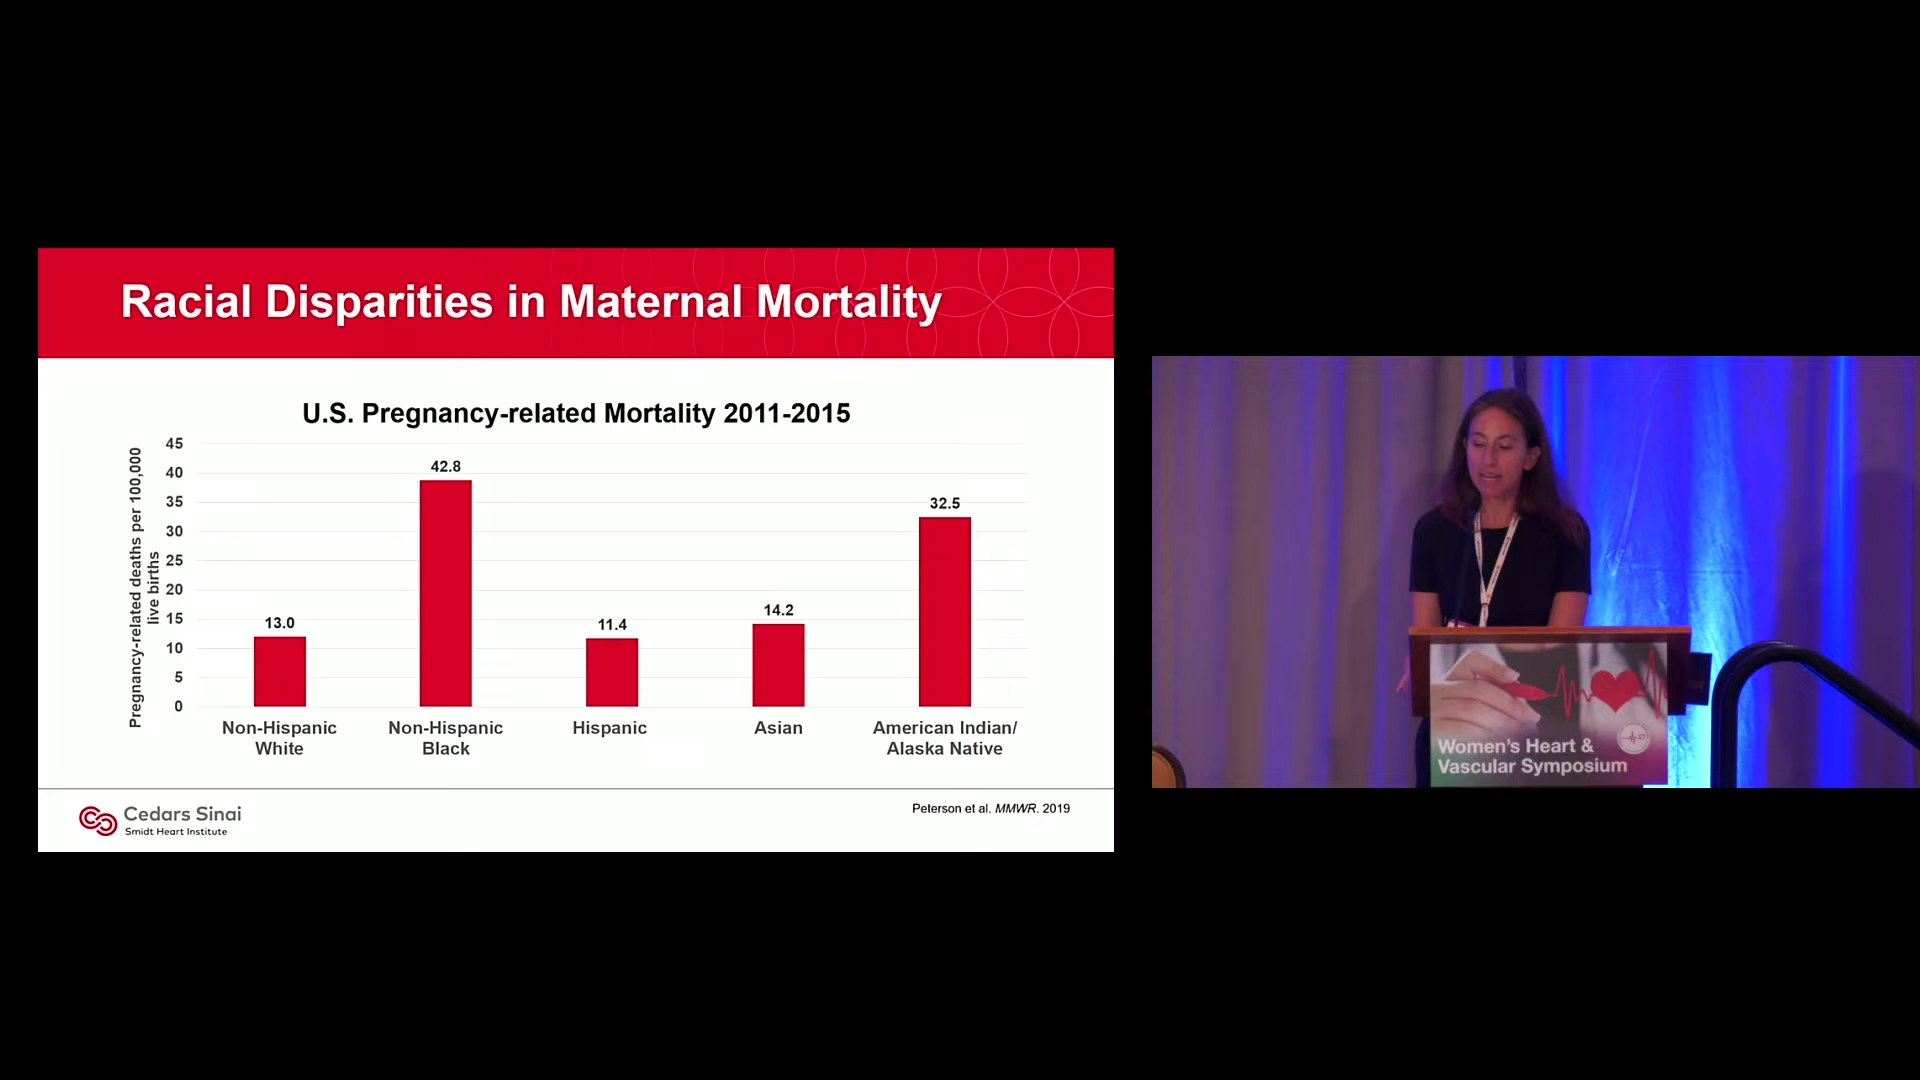 Racial Disparities in Maternal Mortality
U.S. Pregnancy-related Mortality 2011-2015
Pregnancy-related deaths per 100,000
live births
45
40
35
30
25
20
15
10
5
0
13.0
42.8
11.4
14.2
32.5
Non-Hispanic
White
Non-Hispanic
Black
Hispanic
Asian
American Indian/
Alaska Native
Cedars Sinai
Smidt Heart Institute
Peterson et al. MMWR. 2019
Women's Heart &
Vascular Symposium